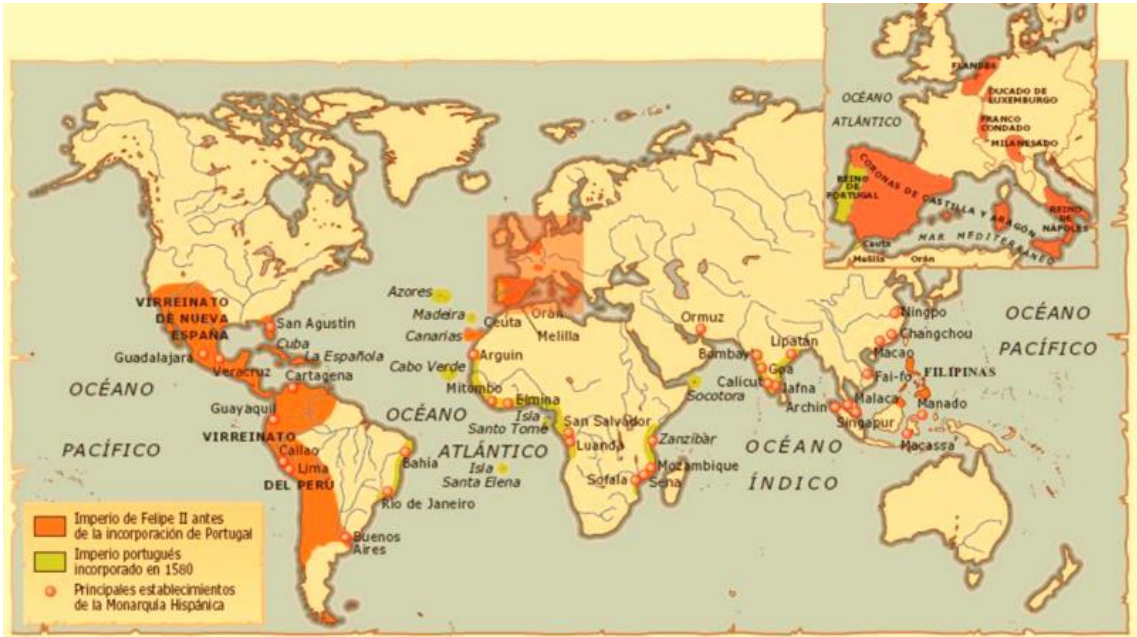 FLANDES
DUCADO DE
LUXEMBURGO
OCÉANO
ATLÁNTICO
FRANCO
CONDADO
MILANESADO
REINO
DE
PORTUGAL
CORONAS DE CASTILLA Y ARAGÓN
REINO
DE
NÁPOLES
MAR MEDITERRÁNEO
Ceuta
Melilla
Orán
VIRREINATO
DE NUEVA
ESPAÑA
San Agustín
Cuba
La Española
Guadalajara
Veracruz
Cartagena
OCÉANO
PACÍFICO
Guayaquil
VIRREINATO
Callao
Lima
DEL PERÚ
Bahía
Río de Janeiro
Buenos
Aires
Azores
Madeira
Canarias
Cabo Verde
Ceuta
Orán
Melilla
Arguin
Mitombo
Elmina
Isla
Santo Tomé
OCÉANO
ATLÁNTICO
Isla
Santa Elena
San Salvador
Luanda
Zanzibar
Mozambique
Sofala
Sena
Ormuz
Socotora
Bombay
Goa
Calicut
Lipatán
Jafna
OCÉANO
ÍNDICO
Archin
Malaca
Singapur
Ningpo
Changchou
Macao
Fai-fo
FILIPINAS
Manado
Macassa
OCÉANO
PACÍFICO
Imperio de Felipe II antes
de la incorporación de Portugal
Imperio portugués
incorporado en 1580
Principales establecimientos
de la Monarquía Hispánica